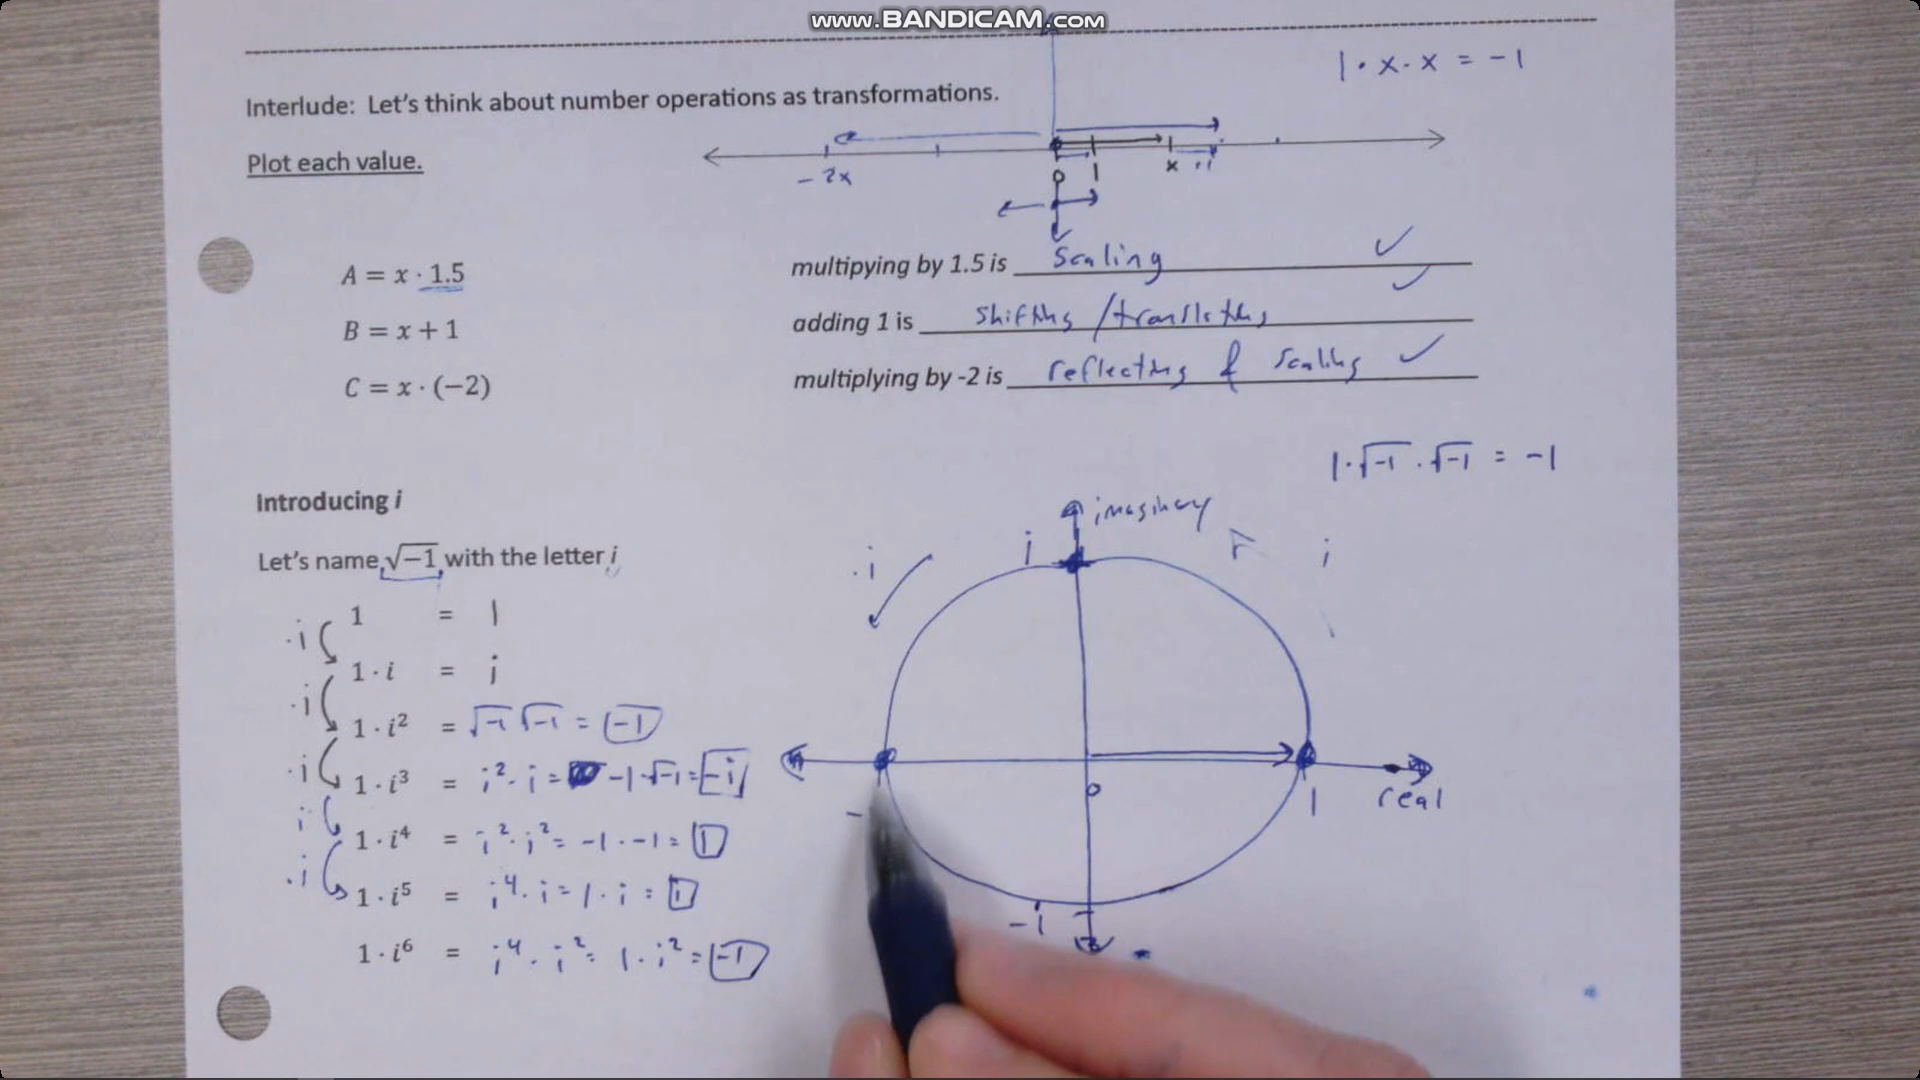 www.BANDICAM.com
1 · x · x = -1
Interlude: Let's think about number operations as transformations.
Plot each value.
-2x 0 1 x +1
A = x · 1.5
multipying by 1.5 is scaling ✓
B = x + 1
adding 1 is shifting / translating ✓
C = x · (−2)
multiplying by -2 is reflecting & scaling ✓
1 · √-1 · √-1 = -1
Introducing i
imaginary
Let's name √−1 with the letter i
· i
i
i
1 = 1
· i
1 · i = i
· i
1 · i² = √-1 √-1 = -1
· i
1 · i³ = i² · i = -1 · √-1 = -i
0 1 real
i
1 · i⁴ = i² · i² = -1 · -1 = 1
· i
1 · i⁵ = i⁴ · i = 1 · i = i
-i
1 · i⁶ = i⁴ · i² = 1 · i² = -1